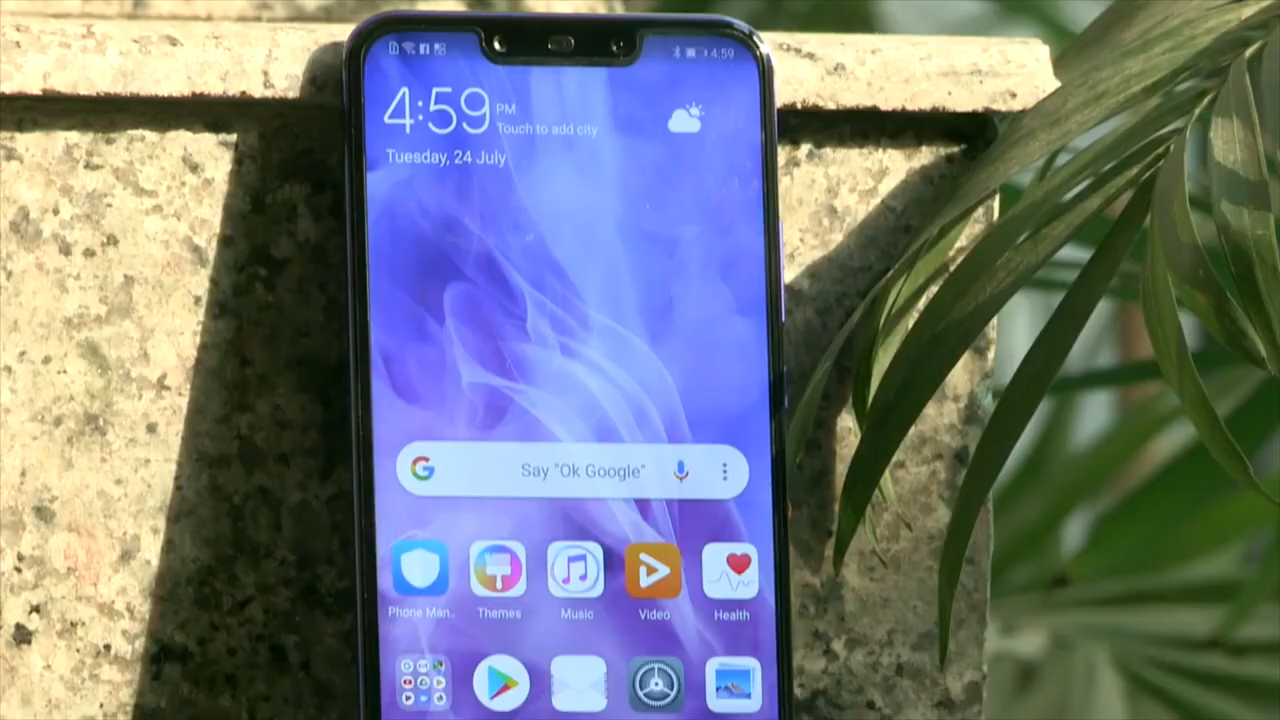 4:59
4:59 PM
Touch to add city
Tuesday, 24 July
G Say "Ok Google"
Phone Man..
Themes
Music
Video
Health